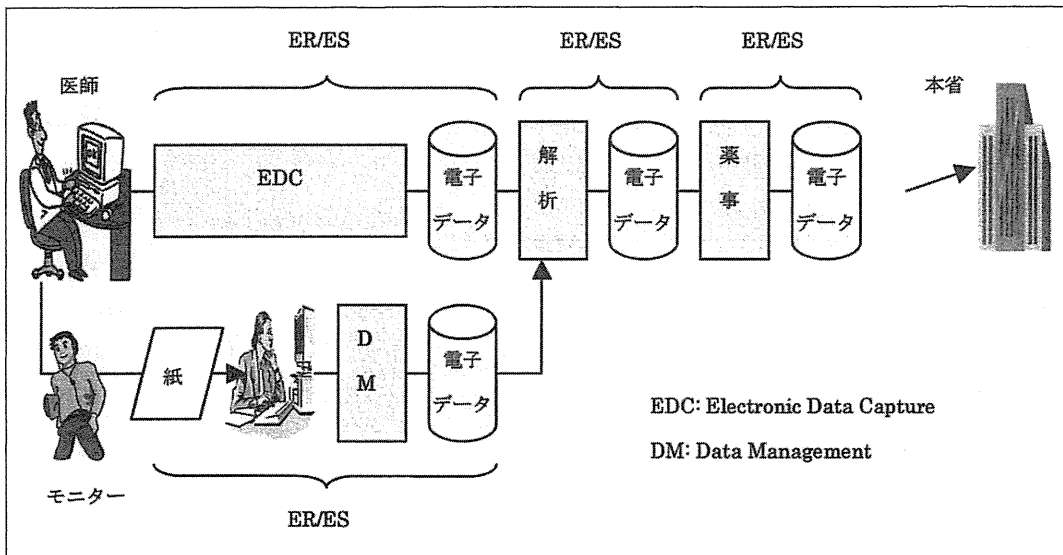 ER/ES
ER/ES
ER/ES
医師
本省
EDC
電子
データ
解
析
電子
データ
薬
事
電子
データ
紙
D
M
電子
データ
モニター
ER/ES
EDC: Electronic Data Capture
DM: Data Management